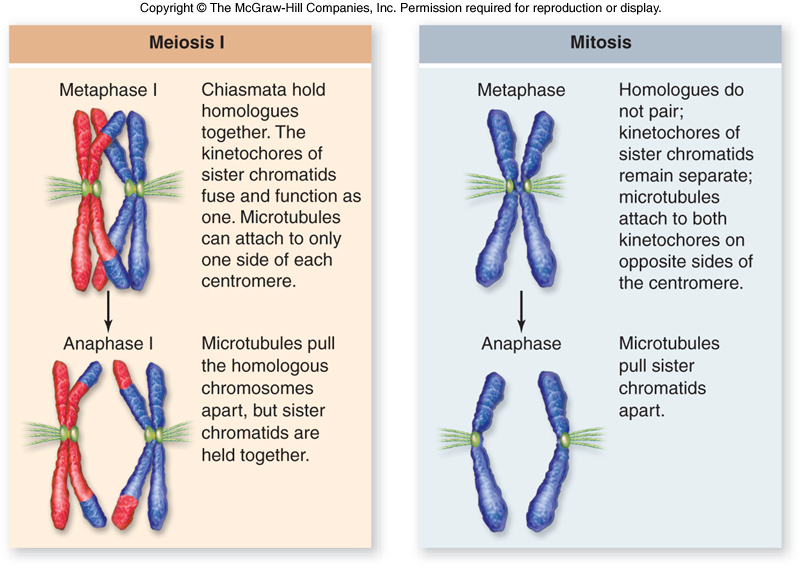 Copyright © The McGraw-Hill Companies, Inc. Permission required for reproduction or display.
Meiosis I
Metaphase I
Chiasmata hold
homologues
together. The
kinetochores of
sister chromatids
fuse and function as
one. Microtubules
can attach to only
one side of each
centromere.
Anaphase I
Microtubules pull
the homologous
chromosomes
apart, but sister
chromatids are
held together.
Mitosis
Metaphase
Homologues do
not pair;
kinetochores of
sister chromatids
remain separate;
microtubules
attach to both
kinetochores on
opposite sides of
the centromere.
Anaphase
Microtubules
pull sister
chromatids
apart.